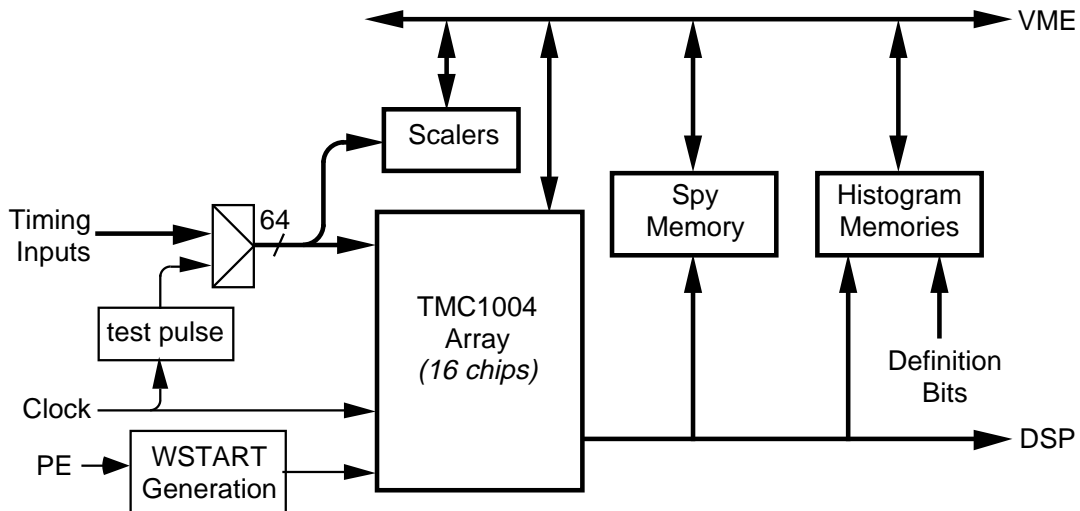 VME
Scalers
Spy
Memory
Histogram
Memories
64
Timing
Inputs
TMC1004
Array
(16 chips)
test pulse
Definition
Bits
Clock
DSP
PE
WSTART
Generation